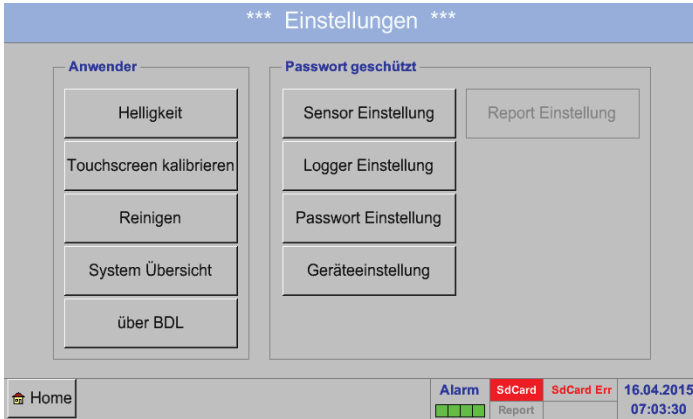 *** Einstellungen ***
Anwender
Helligkeit
Touchscreen kalibrieren
Reinigen
System Übersicht
über BDL
Passwort geschützt
Sensor Einstellung
Report Einstellung
Logger Einstellung
Passwort Einstellung
Geräteeinstellung
Home
Alarm
SdCard
SdCard Err
Report
16.04.2015
07:03:30